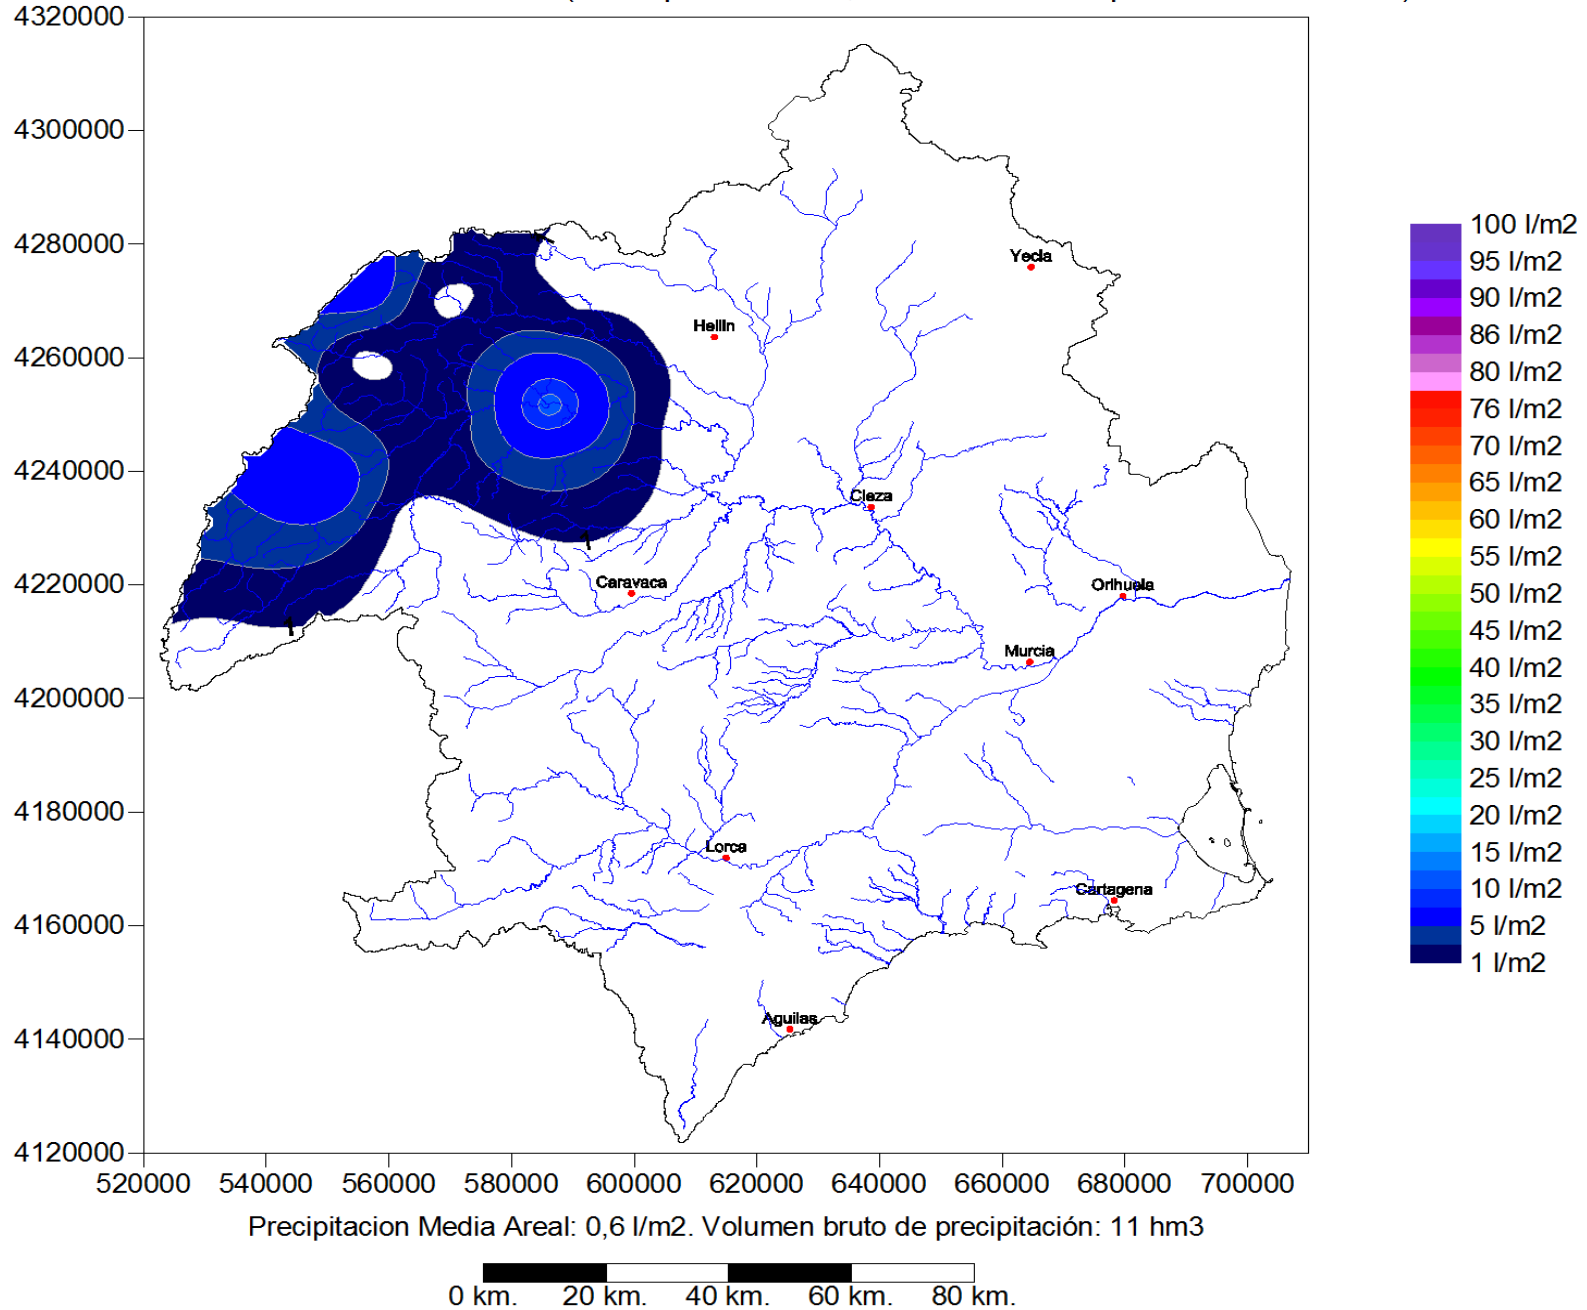 4320000
4300000
4280000
4260000
4240000
4220000
4200000
4180000
4160000
4140000
4120000
520000 540000 560000 580000 600000 620000 640000 660000 680000 700000
Yecla
Hellin
Cieza
Caravaca
Orihuela
Murcia
Lorca
Cartagena
Aguilas
1
1
1
100 l/m2
95 l/m2
90 l/m2
86 l/m2
80 l/m2
76 l/m2
70 l/m2
65 l/m2
60 l/m2
55 l/m2
50 l/m2
45 l/m2
40 l/m2
35 l/m2
30 l/m2
25 l/m2
20 l/m2
15 l/m2
10 l/m2
5 l/m2
1 l/m2
Precipitacion Media Areal: 0,6 l/m2. Volumen bruto de precipitación: 11 hm3
0 km. 20 km. 40 km. 60 km. 80 km.